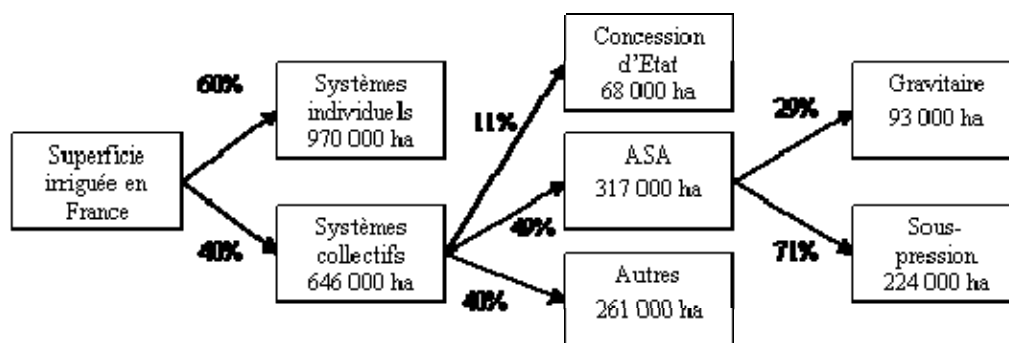 Superficie
irriguée en
France
60%
40%
Systèmes
individuels
970 000 ha
Systèmes
collectifs
646 000 ha
11%
49%
40%
Concession
d'Etat
68 000 ha
ASA
317 000 ha
Autres
261 000 ha
29%
71%
Gravitaire
93 000 ha
Sous-
pression
224 000 ha